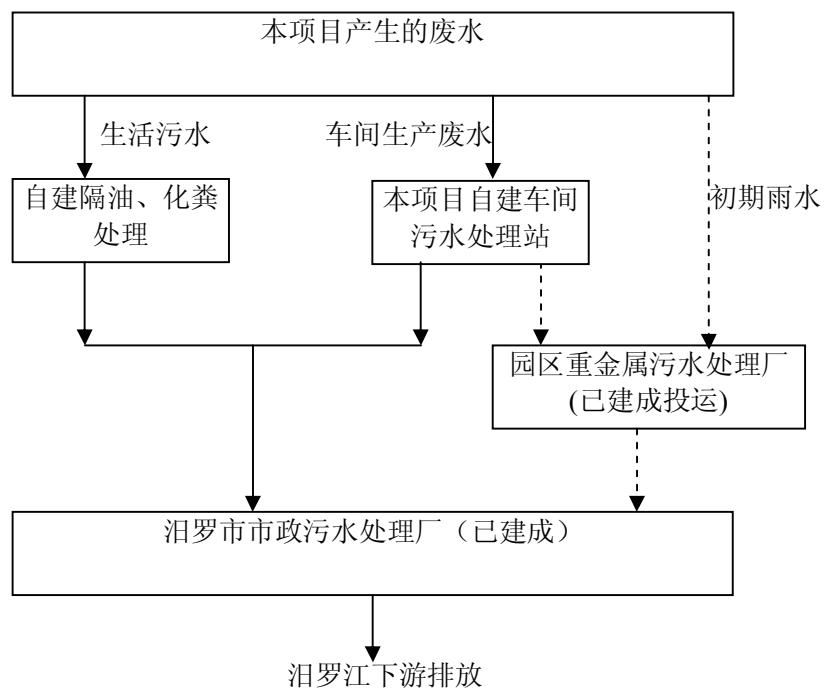 本项目产生的废水
生活污水
车间生产废水
自建隔油、化粪
处理
本项目自建车间
污水处理站
初期雨水
园区重金属污水处理厂
(已建成投运)
汨罗市市政污水处理厂（已建成）
汨罗江下游排放